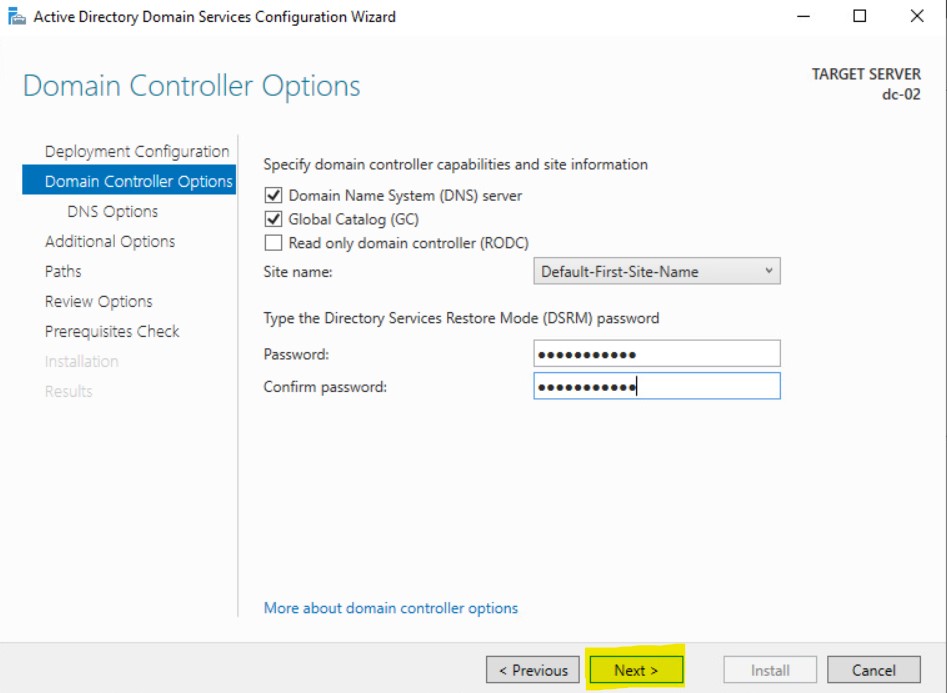 Active Directory Domain Services Configuration Wizard
Domain Controller Options
TARGET SERVER
dc-02
Deployment Configuration
Domain Controller Options
DNS Options
Additional Options
Paths
Review Options
Prerequisites Check
Installation
Results
Specify domain controller capabilities and site information
Domain Name System (DNS) server
Global Catalog (GC)
Read only domain controller (RODC)
Site name:
Default-First-Site-Name
Type the Directory Services Restore Mode (DSRM) password
Password:
●●●●●●●●●●●
Confirm password:
●●●●●●●●●●●
More about domain controller options
< Previous
Next >
Install
Cancel